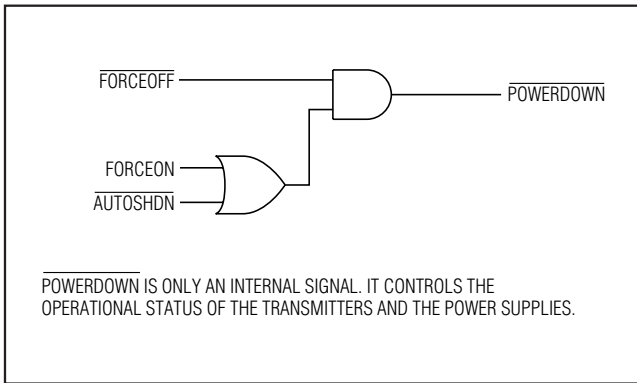 FORCEOFF
POWERDOWN
FORCEON
AUTOSHDN
POWERDOWN IS ONLY AN INTERNAL SIGNAL. IT CONTROLS THE
OPERATIONAL STATUS OF THE TRANSMITTERS AND THE POWER SUPPLIES.